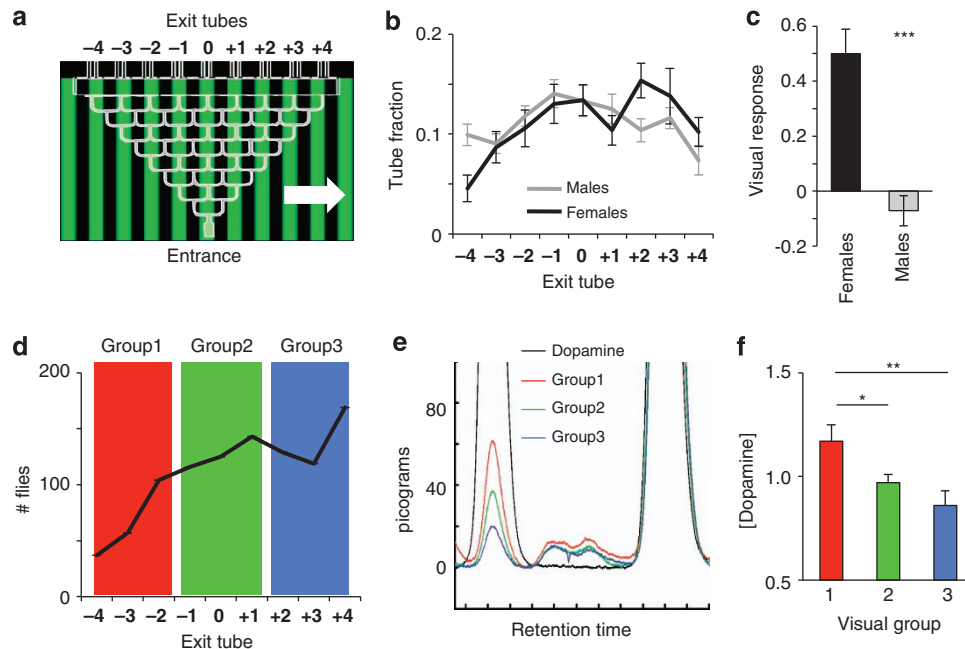 a
Exit tubes
−4 −3 −2 −1 0 +1 +2 +3 +4
Entrance
b
0.2
0.1
0
Tube fraction
Males
Females
−4 −3 −2 −1 0 +1 +2 +3 +4
Exit tube
c
***
0.6
0.4
0.2
0
-0.2
Visual response
Females
Males
d
Group1 Group2 Group3
200
100
0
# flies
−4 −3 −2 −1 0 +1 +2 +3 +4
Exit tube
e
Dopamine
Group1
Group2
Group3
80
40
0
picograms
Retention time
f
**
*
1.5
1.0
0.5
[Dopamine]
1 2 3
Visual group